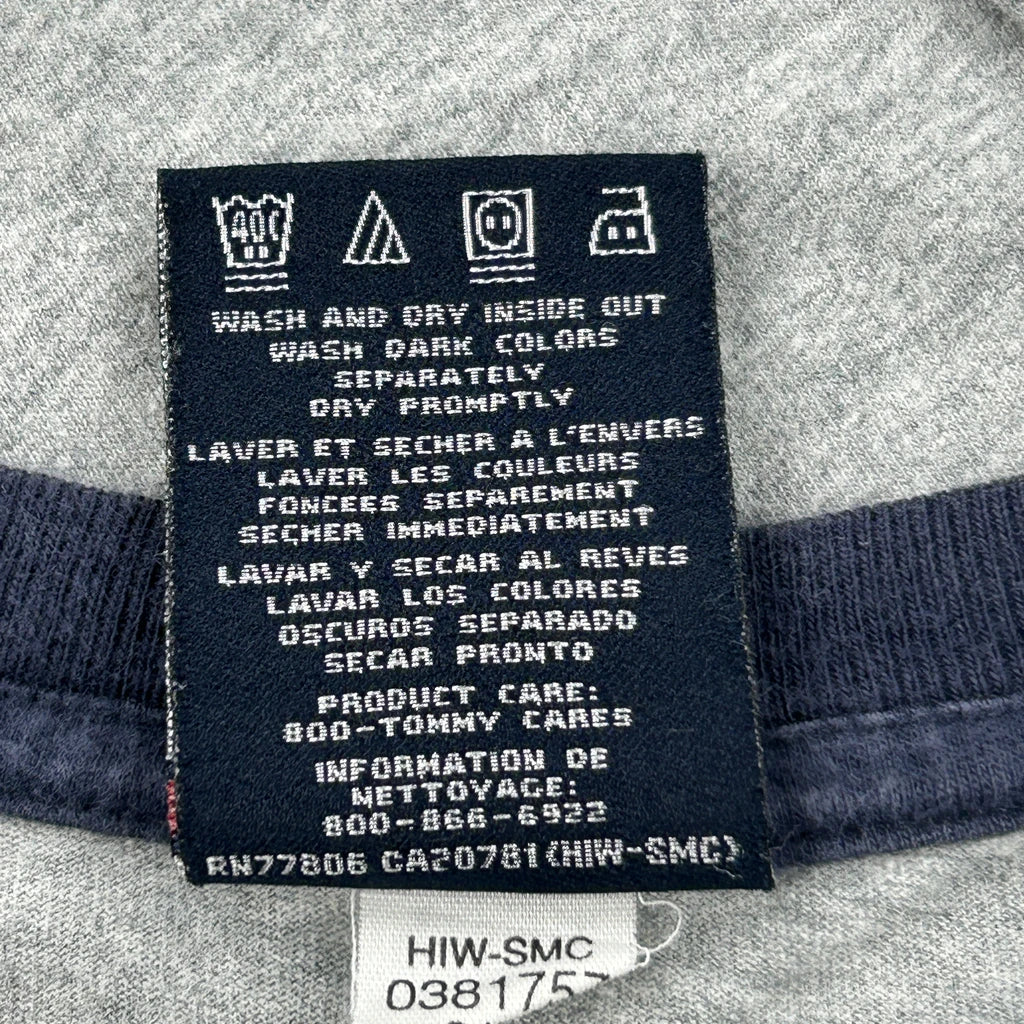 40C
WASH AND DRY INSIDE OUT
WASH DARK COLORS
SEPARATELY
DRY PROMPTLY
LAVER ET SECHER A L'ENVERS
LAVER LES COULEURS
FONCEES SEPAREMENT
SECHER IMMEDIATEMENT
LAVAR Y SECAR AL REVES
LAVAR LOS COLORES
OSCUROS SEPARADO
SECAR PRONTO
PRODUCT CARE:
800-TOMMY CARES
INFORMATION DE
NETTOYAGE:
800-866-6922
RN77806 CA20781(HIW-SMC)
HIW-SMC
0381757